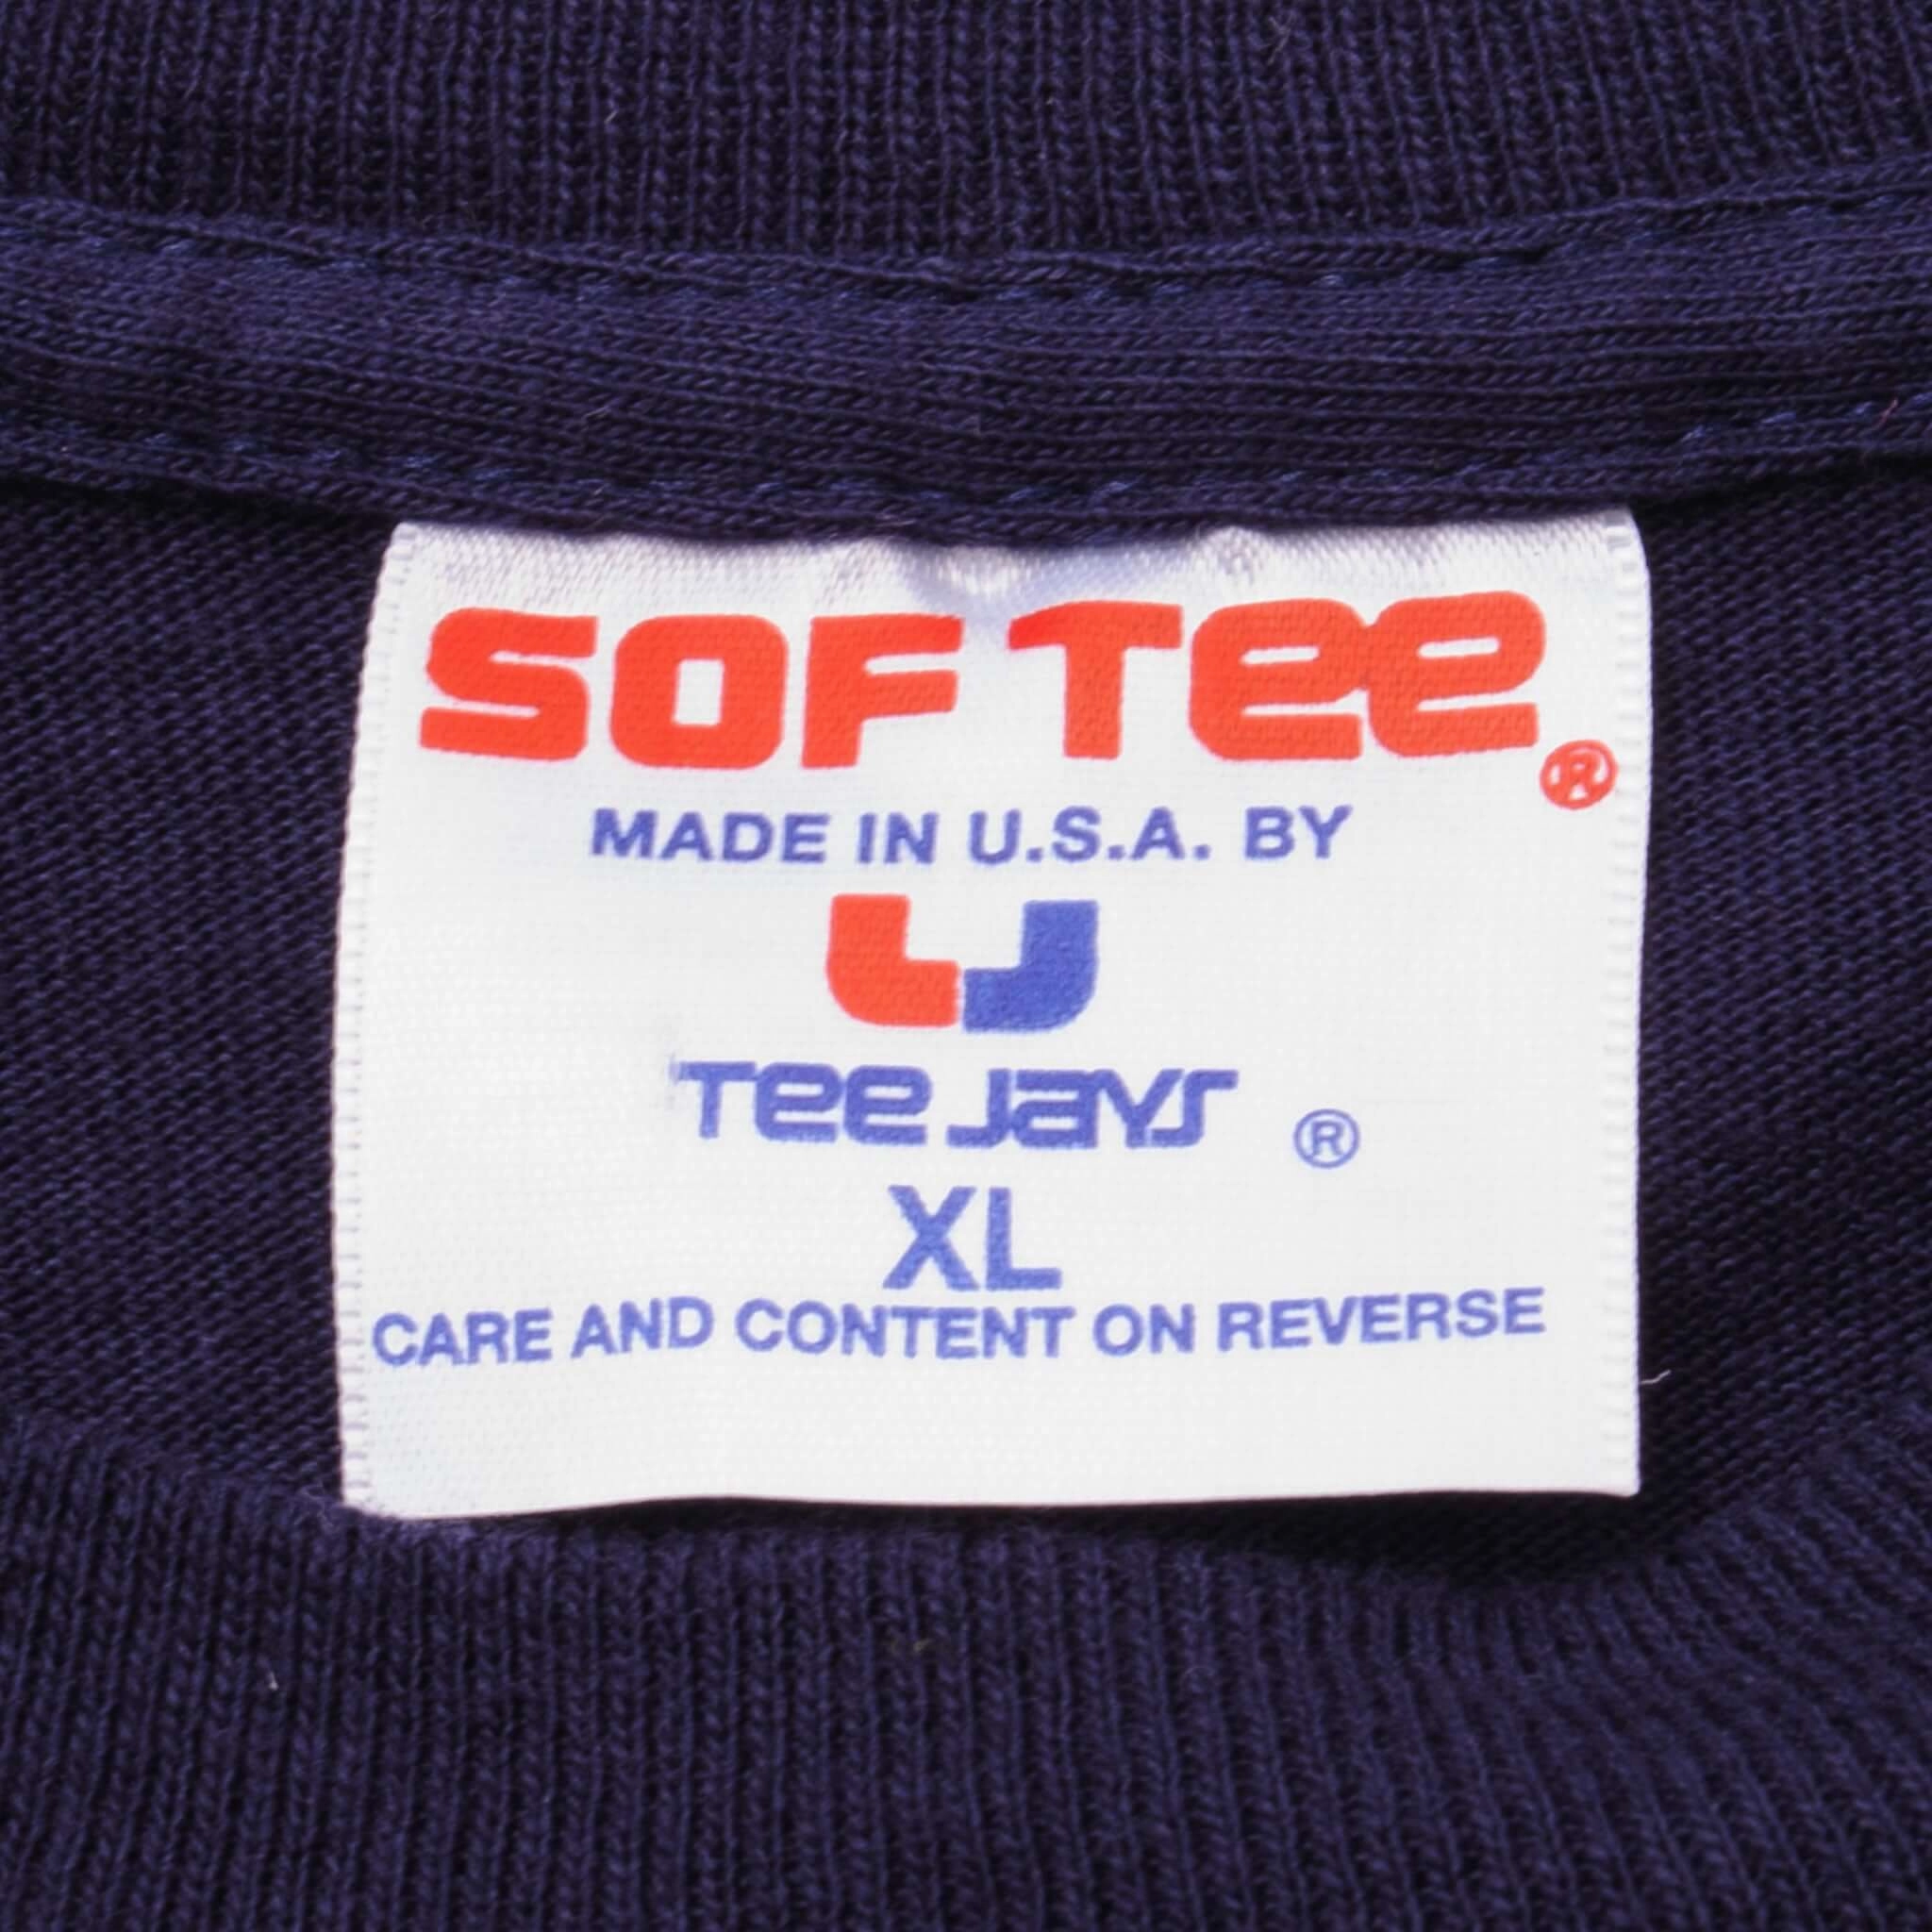 SOF TEE ®
MADE IN U.S.A. BY
TEE JAYS ®
XL
CARE AND CONTENT ON REVERSE